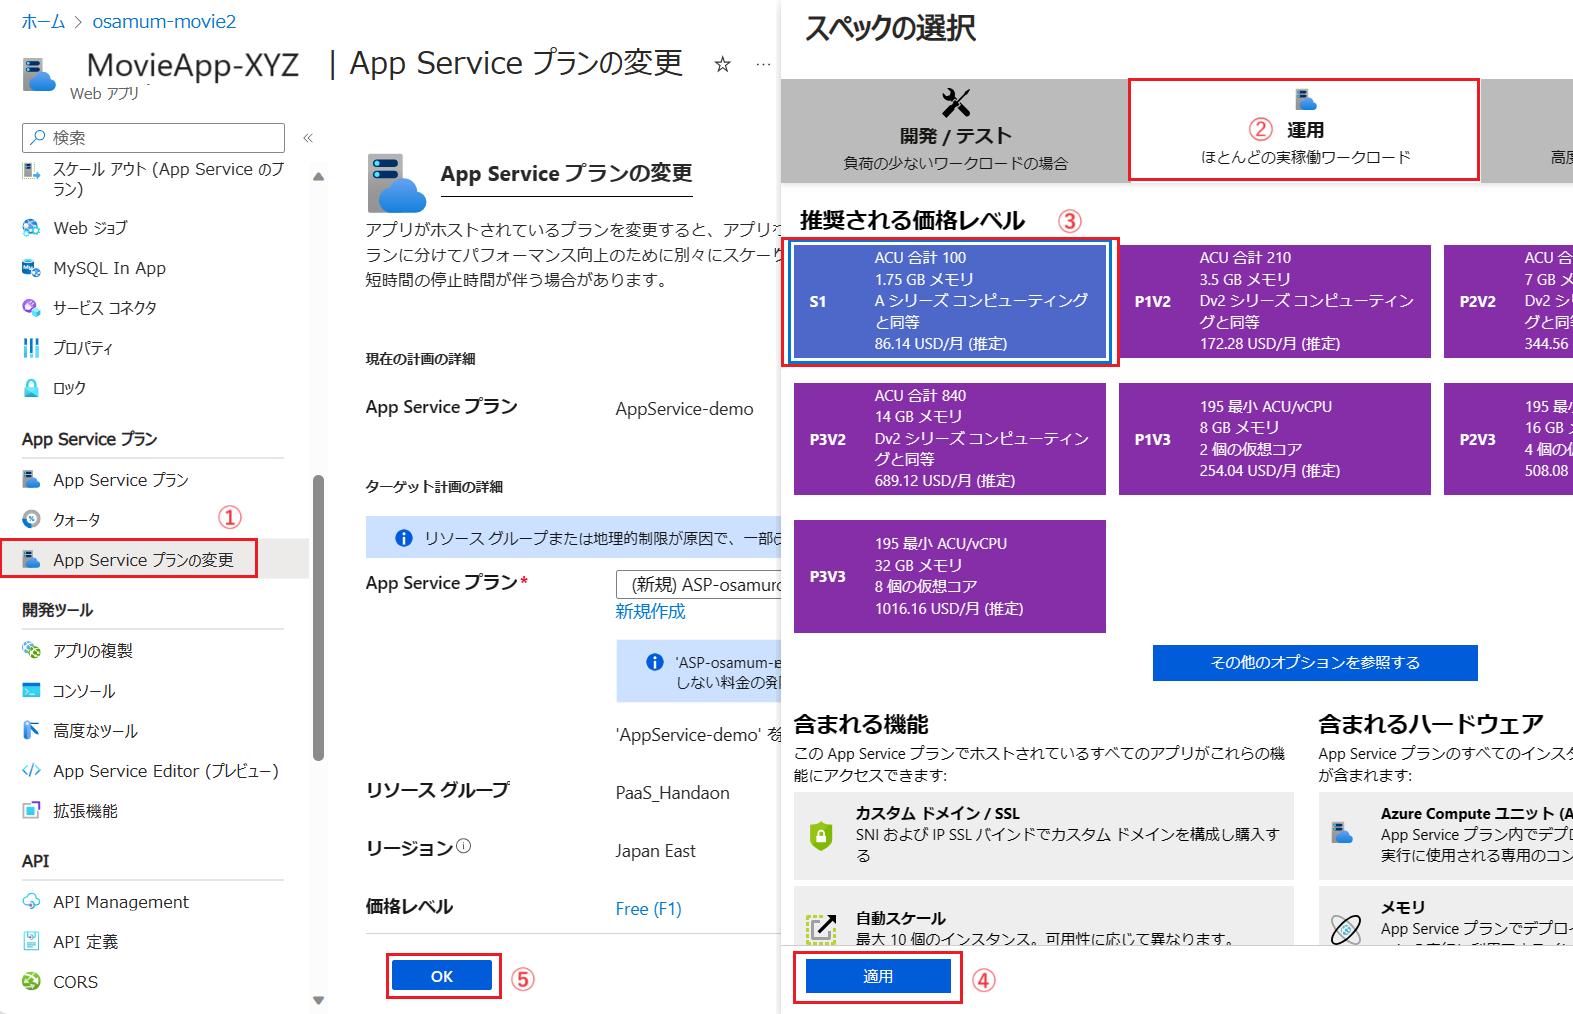 ホーム > osamum-movie2
MovieApp-XYZ | App Service プランの変更 ☆ …
Web アプリ
検索 «
スケール アウト (App Service のプ
ラン)
Web ジョブ
MySQL In App
サービス コネクタ
プロパティ
ロック
App Service プラン
App Service プラン
クォータ
①
App Service プランの変更
開発ツール
アプリの複製
コンソール
高度なツール
App Service Editor (プレビュー)
拡張機能
API
API Management
API 定義
CORS
App Service プランの変更
アプリがホストされているプランを変更すると、アプリ
ランに分けてパフォーマンス向上のために別々にスケー
短時間の停止時間が伴う場合があります。
現在の計画の詳細
App Service プラン AppService-demo
ターゲット計画の詳細
リソース グループまたは地理的制限が原因で、一部
App Service プラン* (新規) ASP-osamum
新規作成
'ASP-osamum-
しない料金の発
'AppService-demo' を
リソース グループ PaaS_Handaon
リージョン Japan East
価格レベル Free (F1)
OK ⑤
スペックの選択
開発 / テスト
負荷の少ないワークロードの場合
② 運用
ほとんどの実稼働ワークロード
高度
推奨される価格レベル ③
S1
ACU 合計 100
1.75 GB メモリ
A シリーズ コンピューティング
と同等
86.14 USD/月 (推定)
P1V2
ACU 合計 210
3.5 GB メモリ
Dv2 シリーズ コンピューティン
グと同等
172.28 USD/月 (推定)
P2V2
ACU 合
7 GB メ
Dv2 シ
グと同
344.56
P3V2
ACU 合計 840
14 GB メモリ
Dv2 シリーズ コンピューティン
グと同等
689.12 USD/月 (推定)
P1V3
195 最小 ACU/vCPU
8 GB メモリ
2 個の仮想コア
254.04 USD/月 (推定)
P2V3
195 最
16 GB
4 個の
508.08
P3V3
195 最小 ACU/vCPU
32 GB メモリ
8 個の仮想コア
1016.16 USD/月 (推定)
その他のオプションを参照する
含まれる機能
この App Service プランでホストされているすべてのアプリがこれらの機
能にアクセスできます:
カスタム ドメイン / SSL
SNI および IP SSL バインドでカスタム ドメインを構成し購入す
る
自動スケール
最大 10 個のインスタンス。可用性に応じて異なります。
含まれるハードウェア
App Service プランのすべてのインスタ
が含まれます:
Azure Compute ユニット (A
App Service プラン内でデプロ
実行に使用される専用のコン
メモリ
App Service プランでデプロイ
適用 ④